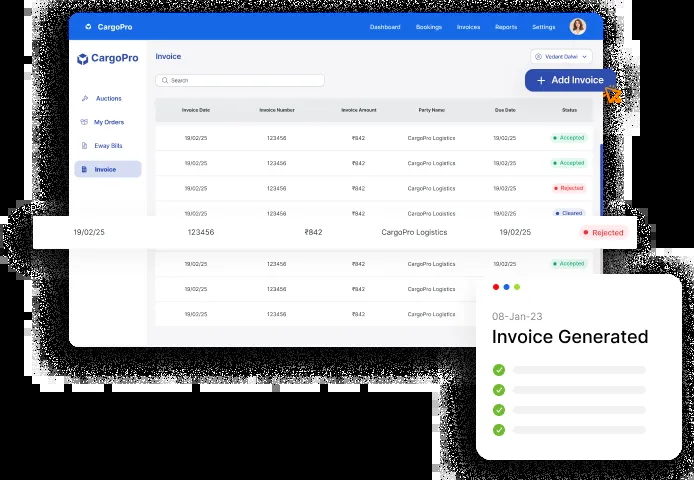 CargoPro
Dashboard Bookings Invoices Reports Settings
CargoPro
Invoice
Vedant Dalwi
Search
Add Invoice
Auctions
My Orders
Eway Bills
Invoice
Invoice Date Invoice Number Invoice Amount Party Name Due Date Status
19/02/25 123456 ₹842 CargoPro Logistics 19/02/25 Accepted
19/02/25 123456 ₹842 CargoPro Logistics 19/02/25 Accepted
19/02/25 123456 ₹842 CargoPro Logistics 19/02/25 Rejected
19/02/25 123456 ₹842 CargoPro Logistics 19/02/25 Cleared
19/02/25 123456 ₹842 CargoPro Logistics 19/02/25 Rejected
19/02/25 123456 ₹842 CargoPro Logistics 19/02/25 Accepted
19/02/25 123456 ₹842 CargoPro Logistics
19/02/25 123456 ₹842 CargoPro Logistics
08-Jan-23
Invoice Generated